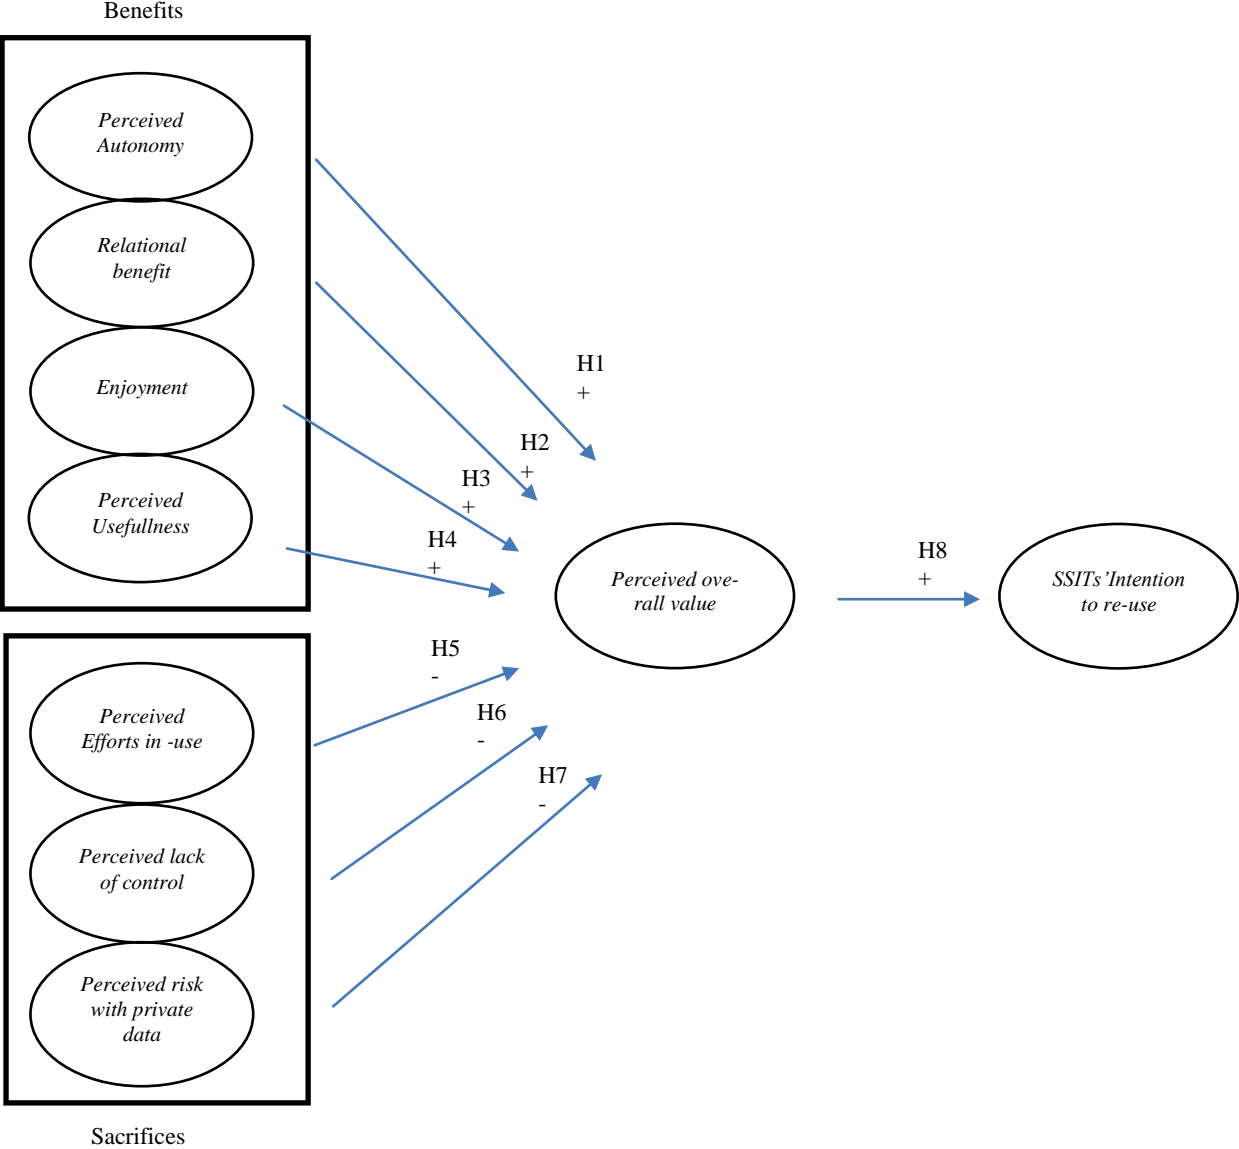 Benefits
Perceived
Autonomy
Relational
benefit
Enjoyment
Perceived
Usefullness
H1
+
H2
+
H3
+
H4
+
Perceived ove-
rall value
H8
+
SSITs’Intention
to re-use
H5
-
H6
-
H7
-
Perceived
Efforts in -use
Perceived lack
of control
Perceived risk
with private
data
Sacrifices